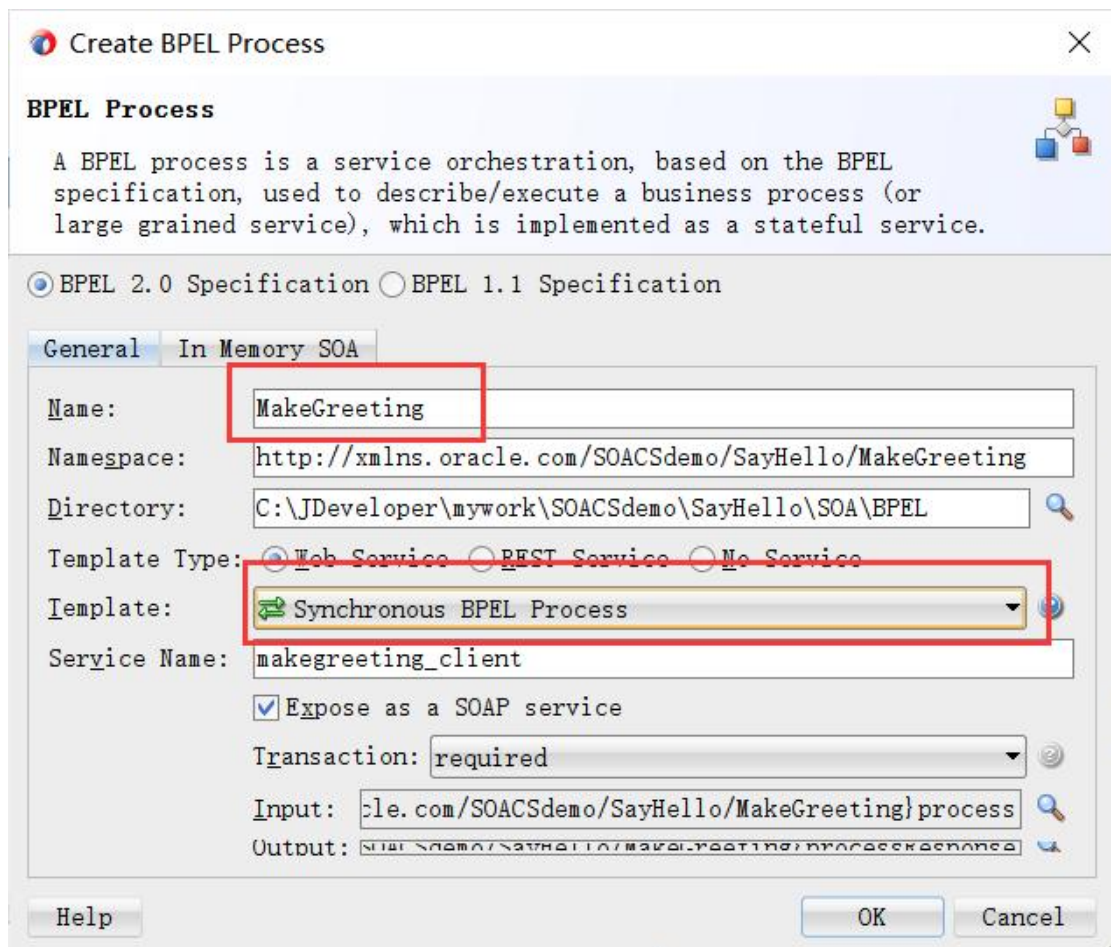 Create BPEL Process
BPEL Process
A BPEL process is a service orchestration, based on the BPEL
specification, used to describe/execute a business process (or
large grained service), which is implemented as a stateful service.
BPEL 2.0 Specification BPEL 1.1 Specification
General In Memory SOA
Name: MakeGreeting
Namespace: http://xmlns.oracle.com/SOACSdemo/SayHello/MakeGreeting
Directory: C:\JDeveloper\mywork\SOACSdemo\SayHello\SOA\BPEL
Template Type: Web Service REST Service No Service
Template: Synchronous BPEL Process
Service Name: makegreeting_client
Expose as a SOAP service
Transaction: required
Input: cle.com/SOACSdemo/SayHello/MakeGreeting}process
Output: SOACSdemo/SayHello/MakeGreeting}processResponse
Help OK Cancel